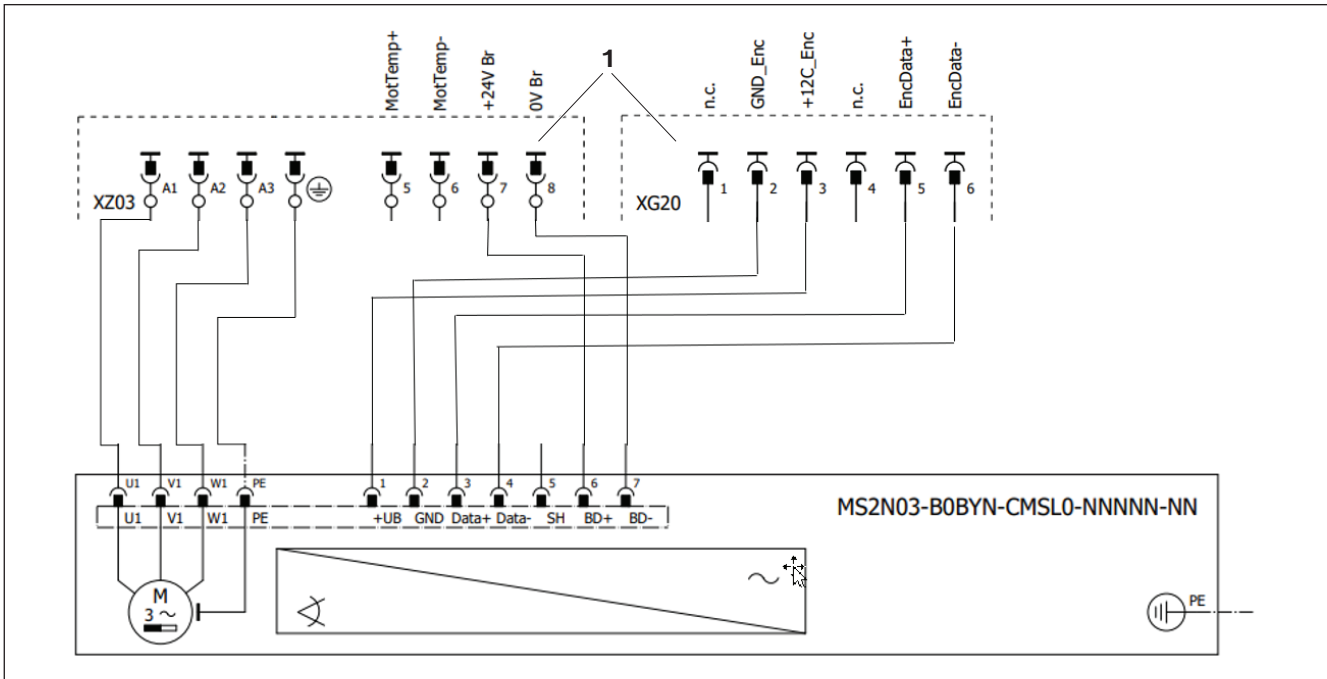 MotTemp+
MotTemp-
+24V Br
0V Br
1
n.c.
GND_Enc
+12C_Enc
n.c.
EncData+
EncData-
XZ03
A1
A2
A3
5
6
7
8
XG20
1
2
3
4
5
6
U1
V1
W1
PE
1
2
3
4
5
6
7
U1
V1
W1
PE
+UB
GND
Data+
Data-
SH
BD+
BD-
MS2N03-B0BYN-CMSL0-NNNNN-NN
M
3 ~
PE